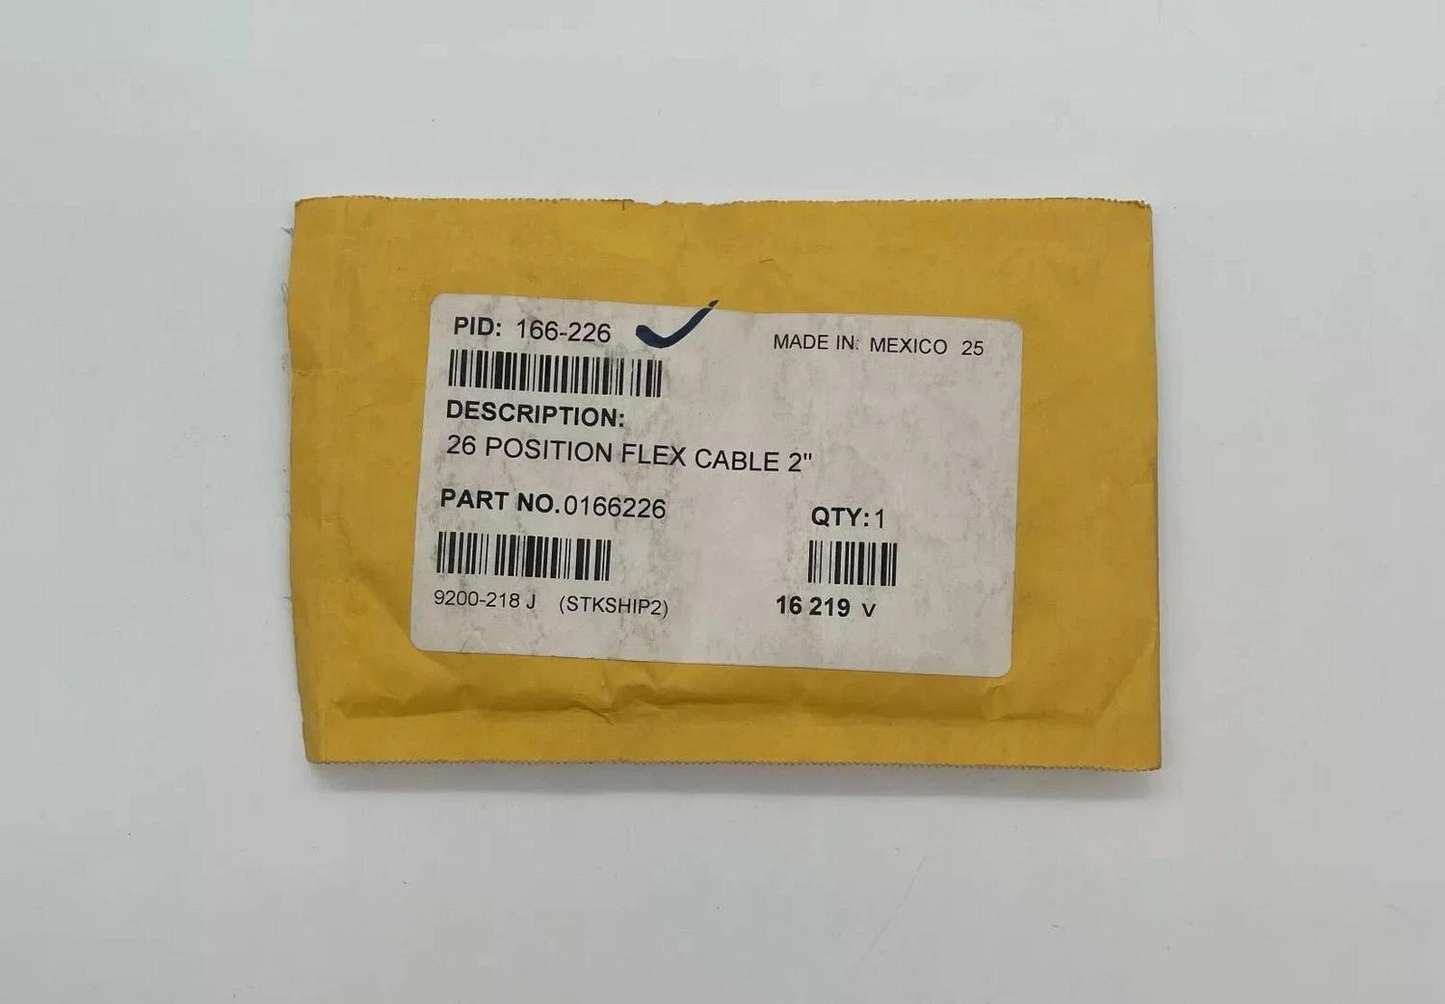 PID: 166-226
MADE IN: MEXICO 25
DESCRIPTION:
26 POSITION FLEX CABLE 2"
PART NO.0166226
QTY:1
9200-218 J (STKSHIP2)
16 219 V